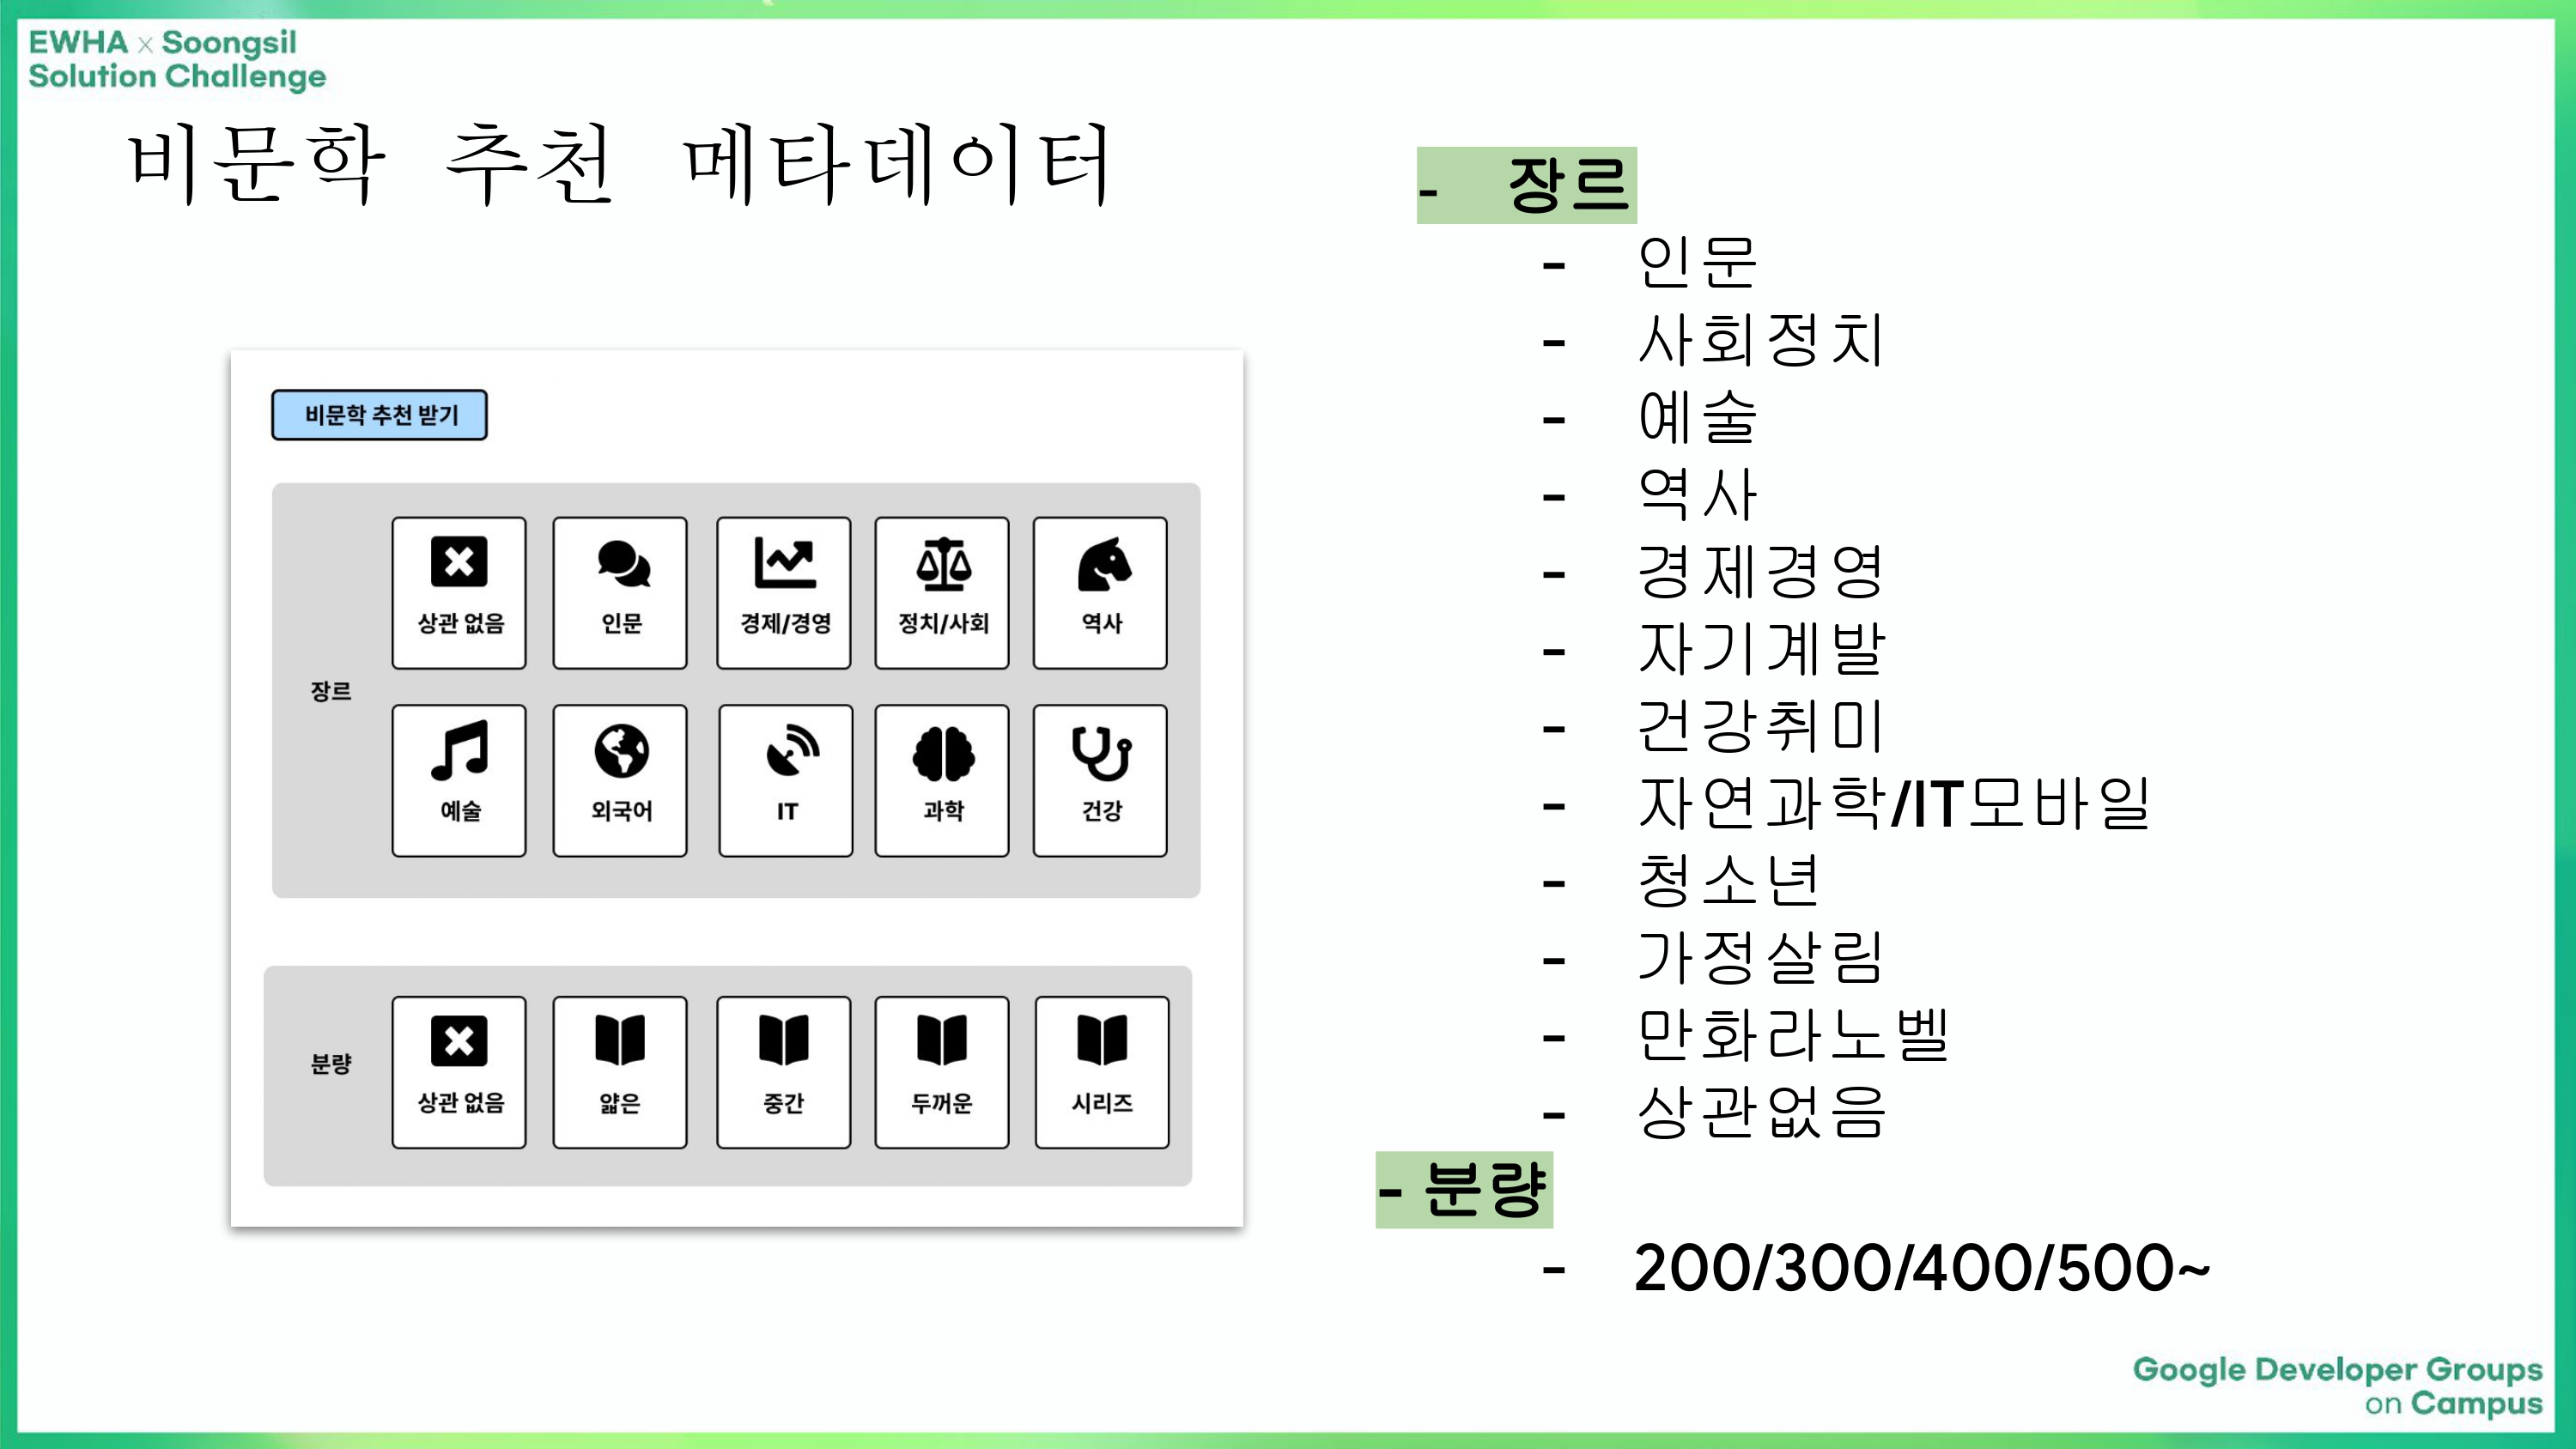 EWHA x Soongsil
Solution Challenge
비문학 추천 메타데이터
비문학 추천 받기
장르
상관 없음
인문
경제/경영
정치/사회
역사
예술
외국어
IT
과학
건강
분량
상관 없음
얇은
중간
두꺼운
시리즈
- 장르
- 인문
- 사회정치
- 예술
- 역사
- 경제경영
- 자기계발
- 건강취미
- 자연과학/IT모바일
- 청소년
- 가정살림
- 만화라노벨
- 상관없음
- 분량
- 200/300/400/500~
Google Developer Groups
on Campus